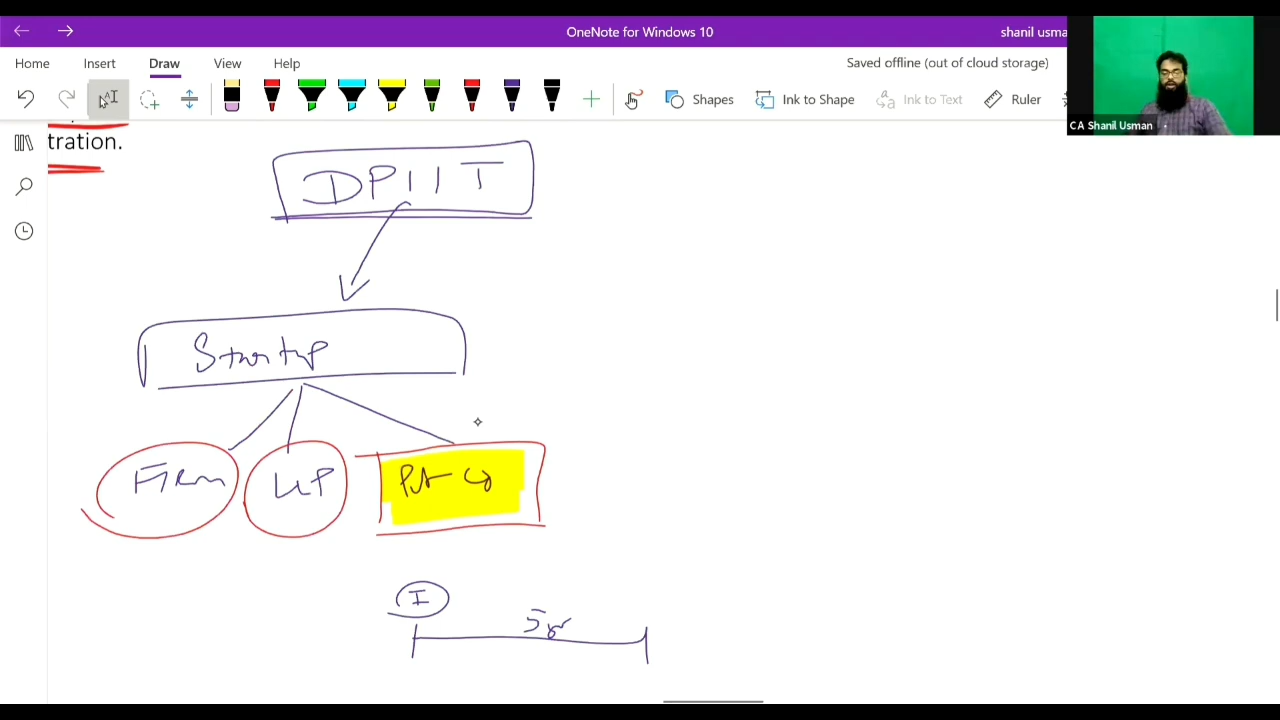 OneNote for Windows 10
shanil usma
Home Insert Draw View Help
Saved offline (out of cloud storage)
Shapes Ink to Shape Ink to Text Ruler
CA Shanil Usman
tration.
DPIIT
Startup
Firm LLP Pvt Co
I
5yr